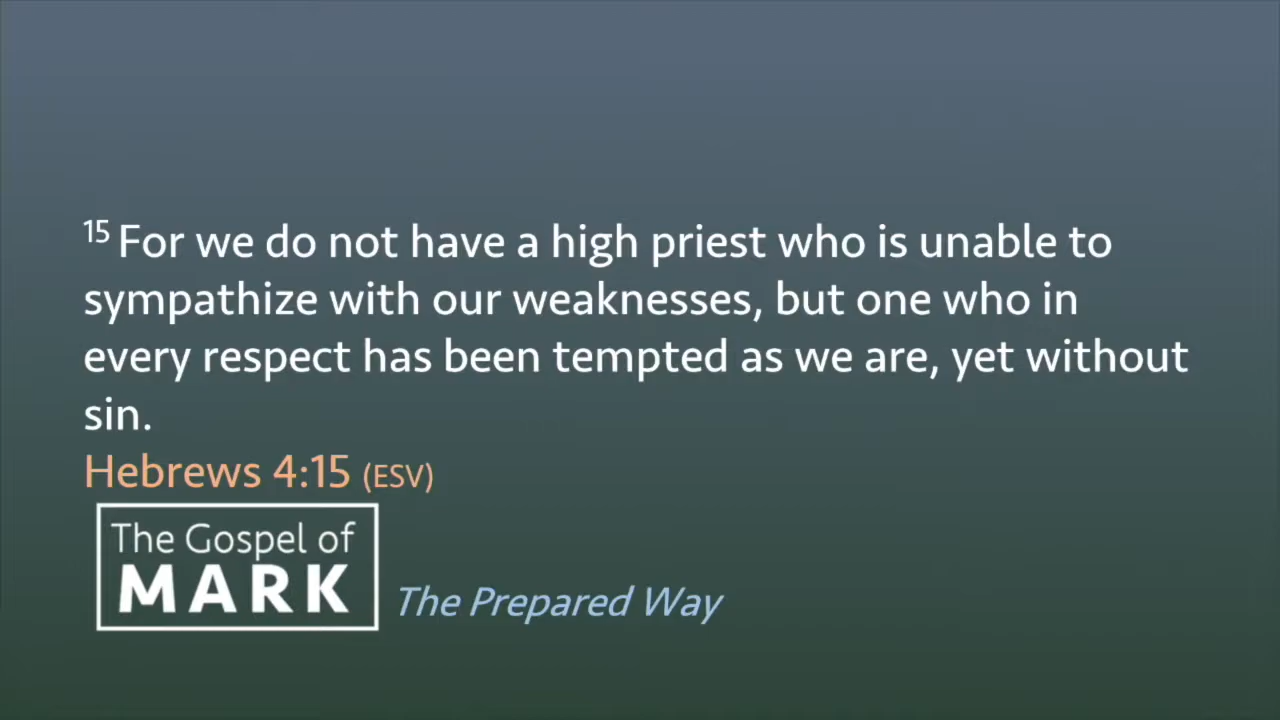 15 For we do not have a high priest who is unable to
sympathize with our weaknesses, but one who in
every respect has been tempted as we are, yet without
sin.
Hebrews 4:15 (ESV)
The Gospel of
MARK
The Prepared Way